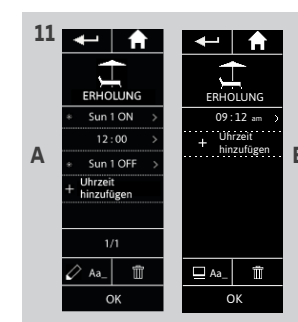 11
A
ERHOLUNG
* Sun 1 ON >
12:00 >
* Sun 1 OFF >
+ Uhrzeit
hinzufügen
1/1
Aa_
OK
ERHOLUNG
09:12 am >
+ Uhrzeit
hinzufügen
Aa_
OK